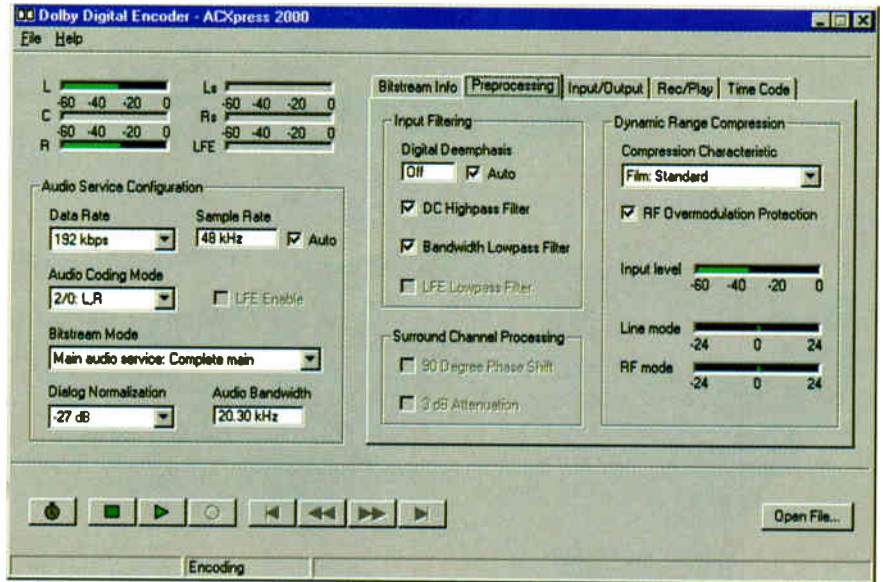 Dolby Digital Encoder - ACXpress 2000
File Help
L
-60 -40 -20 0
C
-60 -40 -20 0
R
Ls
-60 -40 -20 0
Rs
-60 -40 -20 0
LFE
Audio Service Configuration
Data Rate
192 kbps
Sample Rate
48 kHz
Auto
Audio Coding Mode
2/0: L,R
LFE Enable
Bitstream Mode
Main audio service: Complete main
Dialog Normalization
-27 dB
Audio Bandwidth
20.30 kHz
Bitstream Info Preprocessing Input/Output Rec/Play Time Code
Input Filtering
Digital Deemphasis
Off
Auto
DC Highpass Filter
Bandwidth Lowpass Filter
LFE Lowpass Filter
Surround Channel Processing
90 Degree Phase Shift
3 dB Attenuation
Dynamic Range Compression
Compression Characteristic
Film: Standard
RF Overmodulation Protection
Input level
-60 -40 -20 0
Line mode
-24 0 24
RF mode
-24 0 24
Open File...
Encoding